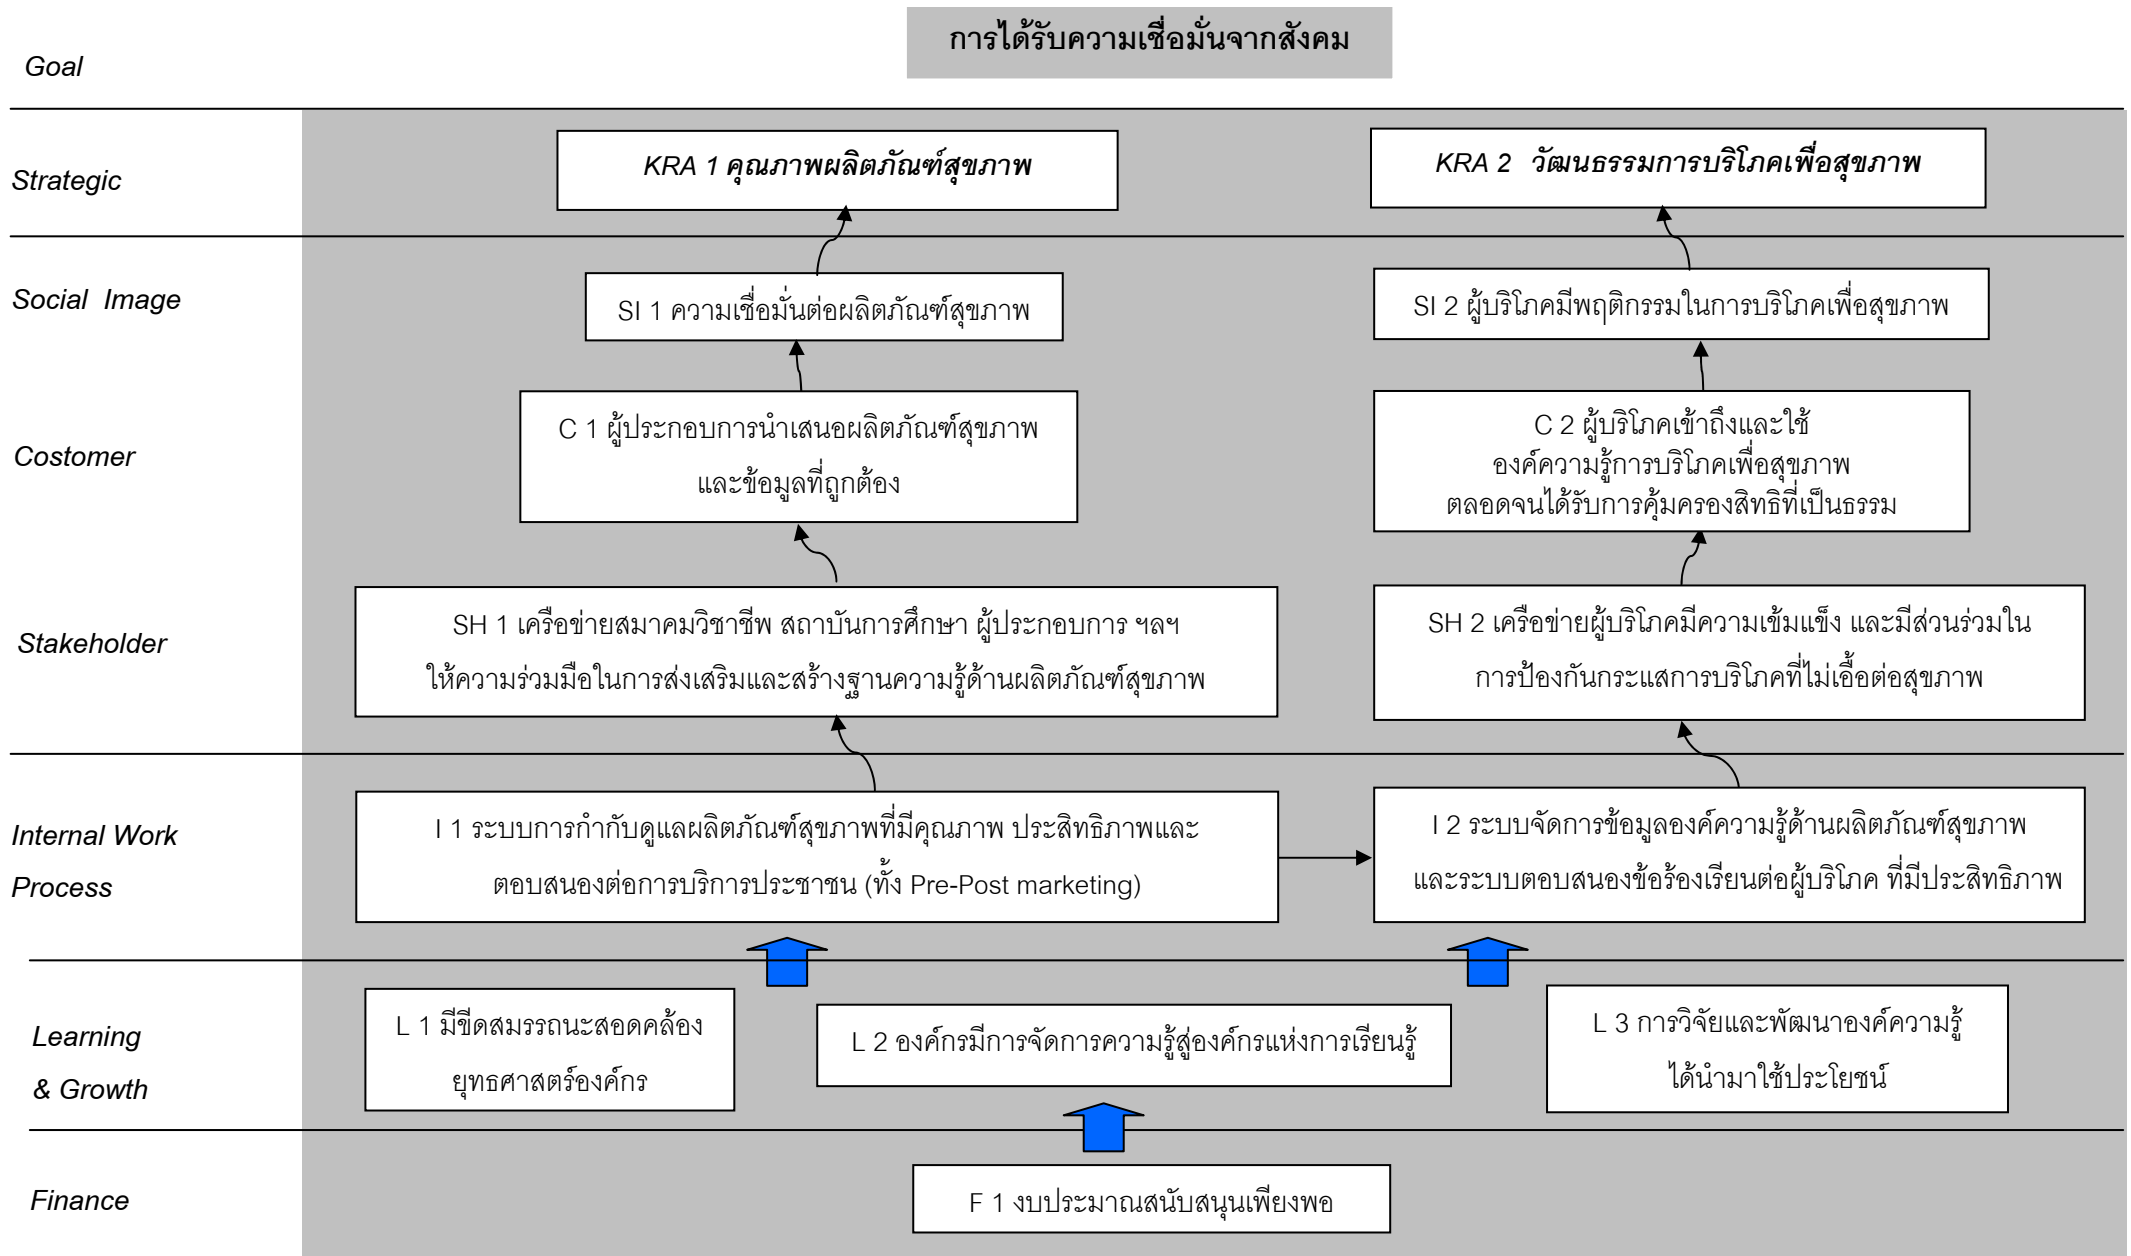 การได้รับความเชื่อมั่นจากสังคม
Goal
Strategic
KRA 1 คุณภาพผลิตภัณฑ์สุขภาพ
KRA 2 วัฒนธรรมการบริโภคเพื่อสุขภาพ
Social Image
SI 1 ความเชื่อมั่นต่อผลิตภัณฑ์สุขภาพ
SI 2 ผู้บริโภคมีพฤติกรรมในการบริโภคเพื่อสุขภาพ
Costomer
C 1 ผู้ประกอบการนำเสนอผลิตภัณฑ์สุขภาพ
และข้อมูลที่ถูกต้อง
C 2 ผู้บริโภคเข้าถึงและใช้
องค์ความรู้การบริโภคเพื่อสุขภาพ
ตลอดจนได้รับการคุ้มครองสิทธิที่เป็นธรรม
Stakeholder
SH 1 เครือข่ายสมาคมวิชาชีพ สถาบันการศึกษา ผู้ประกอบการ ฯลฯ
ให้ความร่วมมือในการส่งเสริมและสร้างฐานความรู้ด้านผลิตภัณฑ์สุขภาพ
SH 2 เครือข่ายผู้บริโภคมีความเข้มแข็ง และมีส่วนร่วมใน
การป้องกันกระแสการบริโภคที่ไม่เอื้อต่อสุขภาพ
Internal Work
Process
I 1 ระบบการกำกับดูแลผลิตภัณฑ์สุขภาพที่มีคุณภาพ ประสิทธิภาพและ
ตอบสนองต่อการบริการประชาชน (ทั้ง Pre-Post marketing)
I 2 ระบบจัดการข้อมูลองค์ความรู้ด้านผลิตภัณฑ์สุขภาพ
และระบบตอบสนองข้อร้องเรียนต่อผู้บริโภค ที่มีประสิทธิภาพ
Learning
& Growth
L 1 มีขีดสมรรถนะสอดคล้อง
ยุทธศาสตร์องค์กร
L 2 องค์กรมีการจัดการความรู้สู่องค์กรแห่งการเรียนรู้
L 3 การวิจัยและพัฒนาองค์ความรู้
ได้นำมาใช้ประโยชน์
Finance
F 1 งบประมาณสนับสนุนเพียงพอ